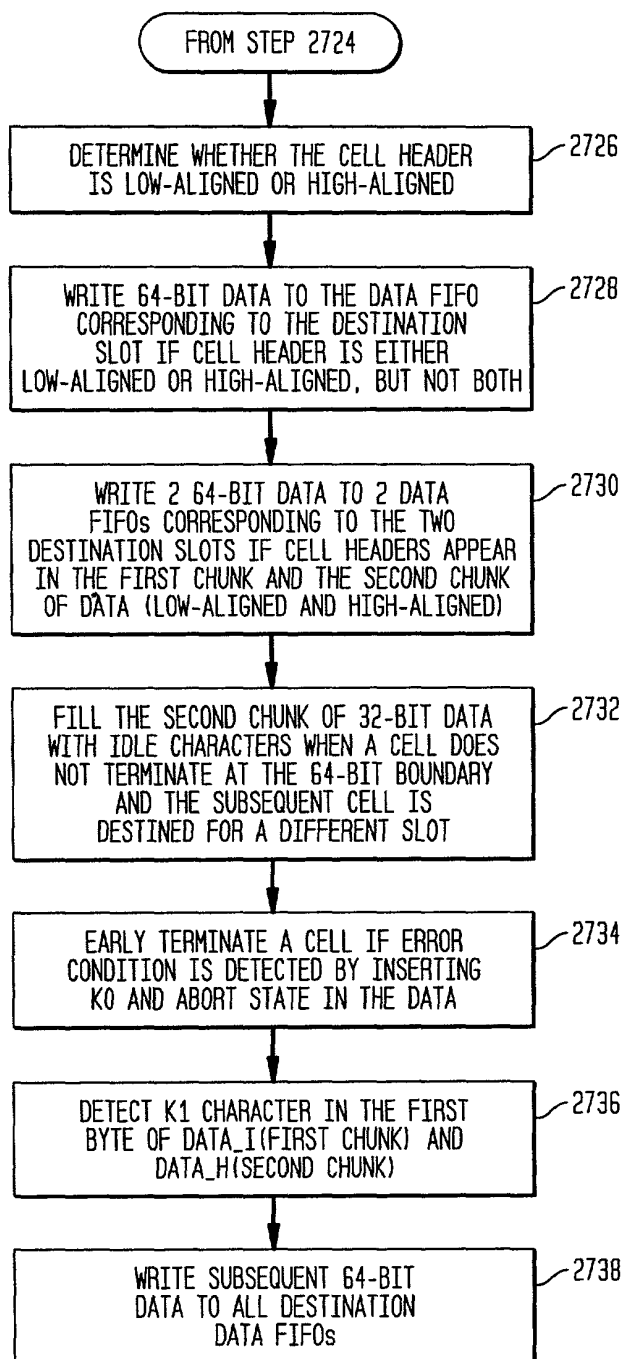 FROM STEP 2724
DETERMINE WHETHER THE CELL HEADER
IS LOW-ALIGNED OR HIGH-ALIGNED
2726
WRITE 64-BIT DATA TO THE DATA FIFO
CORRESPONDING TO THE DESTINATION
SLOT IF CELL HEADER IS EITHER
LOW-ALIGNED OR HIGH-ALIGNED, BUT NOT BOTH
2728
WRITE 2 64-BIT DATA TO 2 DATA
FIFOs CORRESPONDING TO THE TWO
DESTINATION SLOTS IF CELL HEADERS APPEAR
IN THE FIRST CHUNK AND THE SECOND CHUNK
OF DATA (LOW-ALIGNED AND HIGH-ALIGNED)
2730
FILL THE SECOND CHUNK OF 32-BIT DATA
WITH IDLE CHARACTERS WHEN A CELL DOES
NOT TERMINATE AT THE 64-BIT BOUNDARY
AND THE SUBSEQUENT CELL IS
DESTINED FOR A DIFFERENT SLOT
2732
EARLY TERMINATE A CELL IF ERROR
CONDITION IS DETECTED BY INSERTING
K0 AND ABORT STATE IN THE DATA
2734
DETECT K1 CHARACTER IN THE FIRST
BYTE OF DATA_I(FIRST CHUNK) AND
DATA_H(SECOND CHUNK)
2736
WRITE SUBSEQUENT 64-BIT
DATA TO ALL DESTINATION
DATA FIFOs
2738